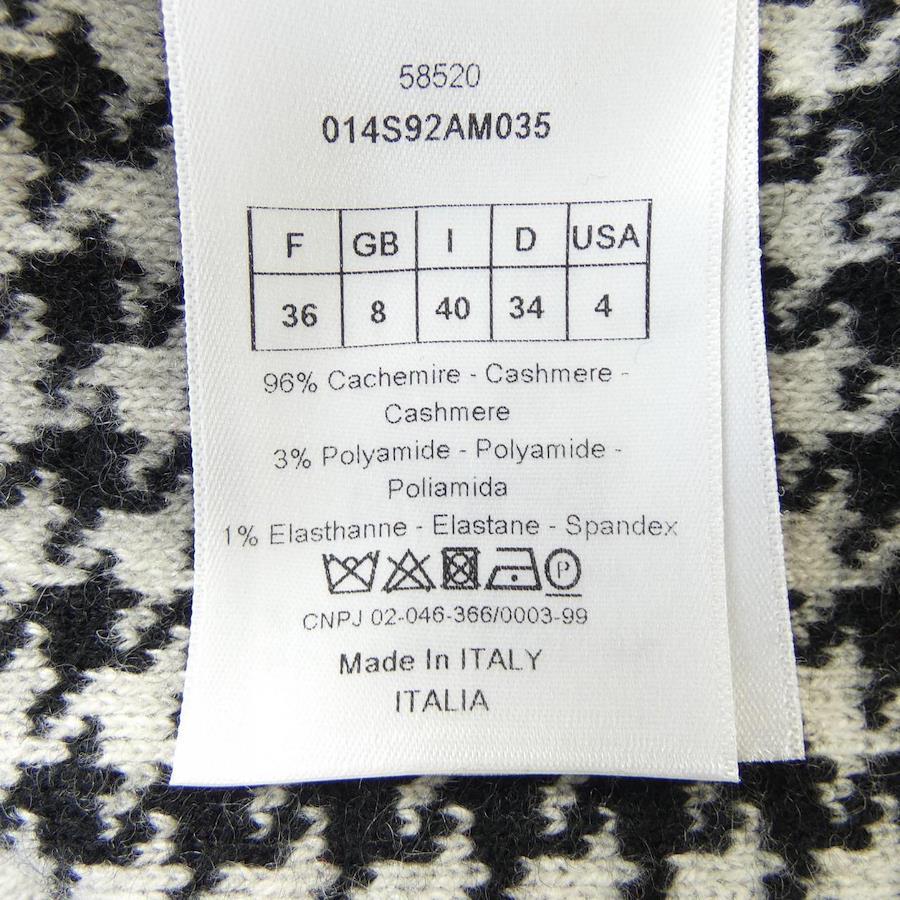 58520
014S92AM035
F GB I D USA
36 8 40 34 4
96% Cachemire - Cashmere -
Cashmere
3% Polyamide - Polyamide -
Poliamida
1% Elasthanne - Elastane - Spandex
P
CNPJ 02-046-366/0003-99
Made In ITALY
ITALIA